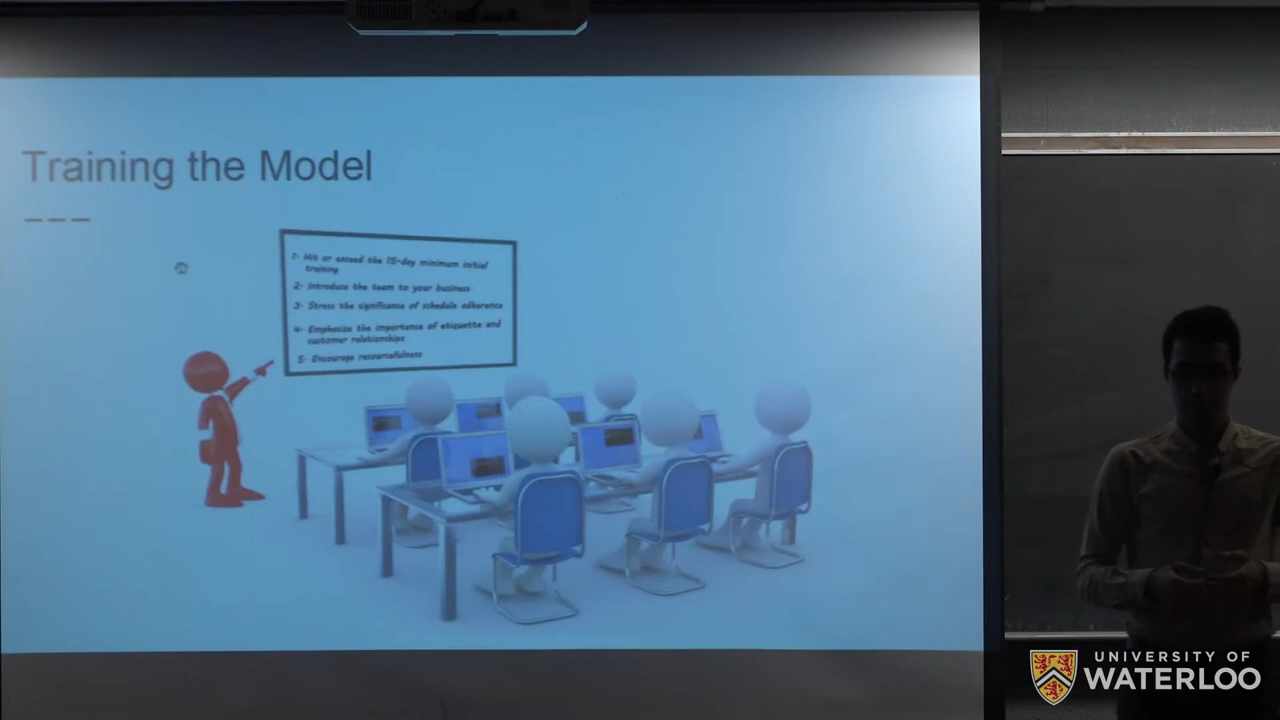 Training the Model
1- Hit or exceed the 15-day minimum initial
training
2- Introduce the team to your business
3- Stress the significance of schedule adherence
4- Emphasize the importance of etiquette and
customer relationships
5- Encourage resourcefulness
UNIVERSITY OF
WATERLOO